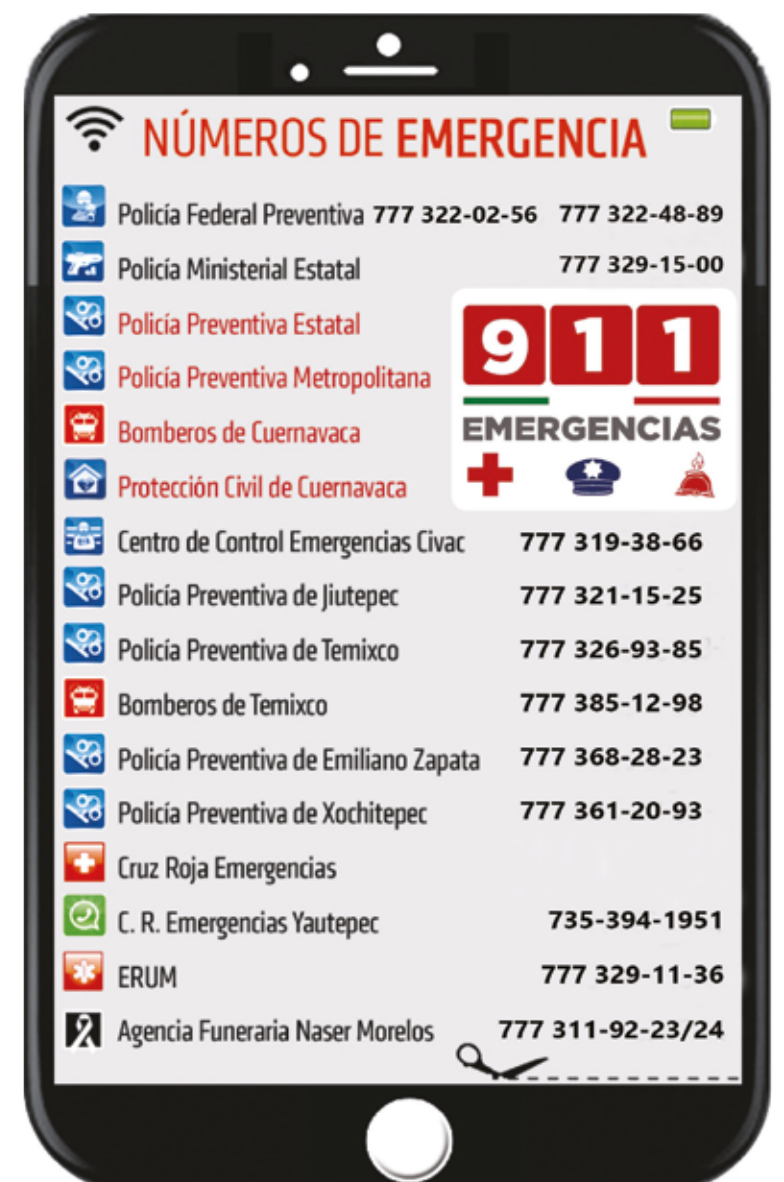 NÚMEROS DE EMERGENCIA
Policía Federal Preventiva 777 322-02-56 777 322-48-89
Policía Ministerial Estatal 777 329-15-00
Policía Preventiva Estatal
Policía Preventiva Metropolitana
Bomberos de Cuernavaca
Protección Civil de Cuernavaca
911
EMERGENCIAS
Centro de Control Emergencias Civac 777 319-38-66
Policía Preventiva de Jiutepec 777 321-15-25
Policía Preventiva de Temixco 777 326-93-85
Bomberos de Temixco 777 385-12-98
Policía Preventiva de Emiliano Zapata 777 368-28-23
Policía Preventiva de Xochitepec 777 361-20-93
Cruz Roja Emergencias
C. R. Emergencias Yautepec 735-394-1951
ERUM 777 329-11-36
Agencia Funeraria Naser Morelos 777 311-92-23/24